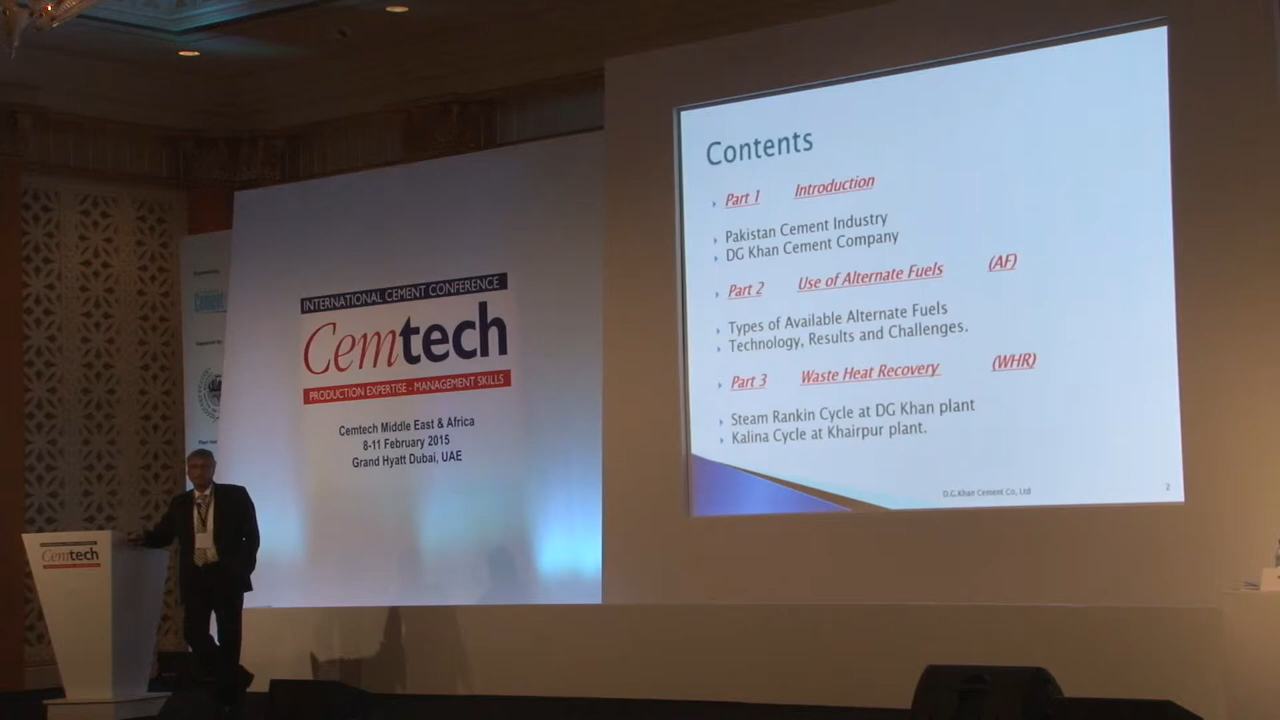 INTERNATIONAL CEMENT CONFERENCE
Cemtech
PRODUCTION EXPERTISE - MANAGEMENT SKILLS
Cemtech Middle East & Africa
8-11 February 2015
Grand Hyatt Dubai, UAE
Cemtech
Contents
Part 1 Introduction
Pakistan Cement Industry
DG Khan Cement Company
Part 2 Use of Alternate Fuels (AF)
Types of Available Alternate Fuels
Technology, Results and Challenges.
Part 3 Waste Heat Recovery (WHR)
Steam Rankin Cycle at DG Khan plant
Kalina Cycle at Khairpur plant.
D.G.Khan Cement Co, Ltd
2